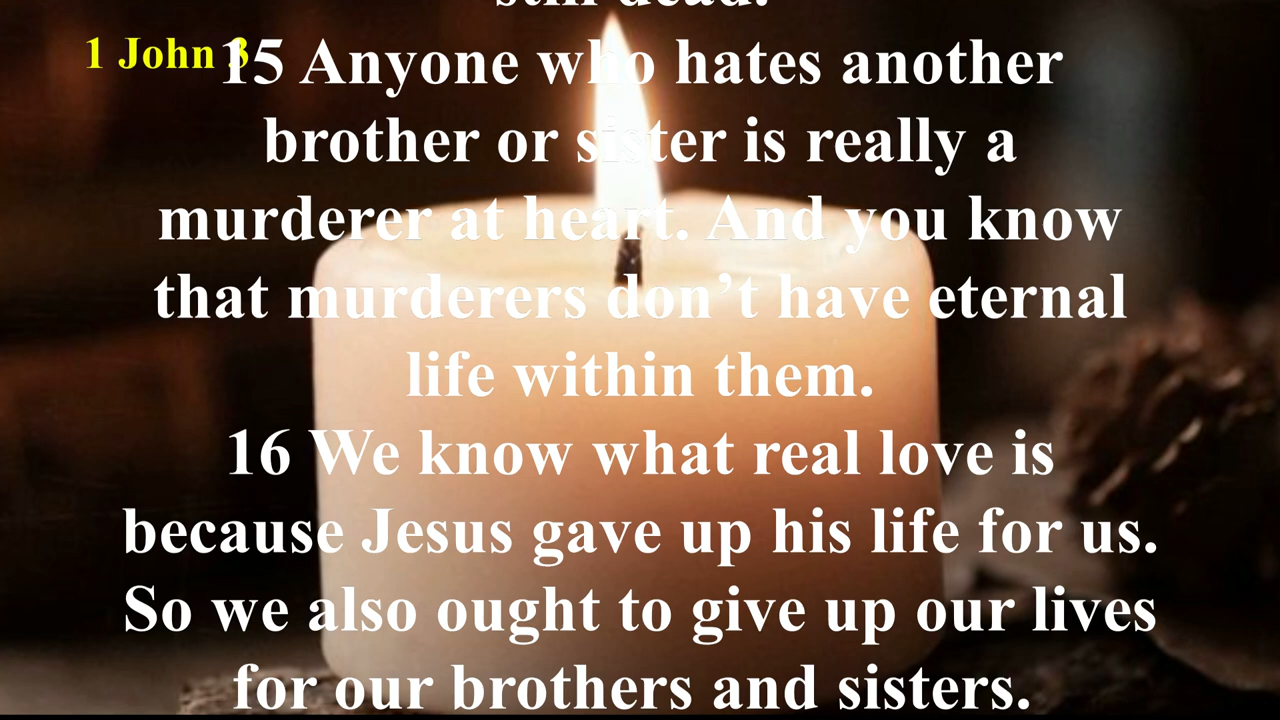 still dead.
1 John 3
15 Anyone who hates another
brother or sister is really a
murderer at heart. And you know
that murderers don’t have eternal
life within them.
16 We know what real love is
because Jesus gave up his life for us.
So we also ought to give up our lives
for our brothers and sisters.